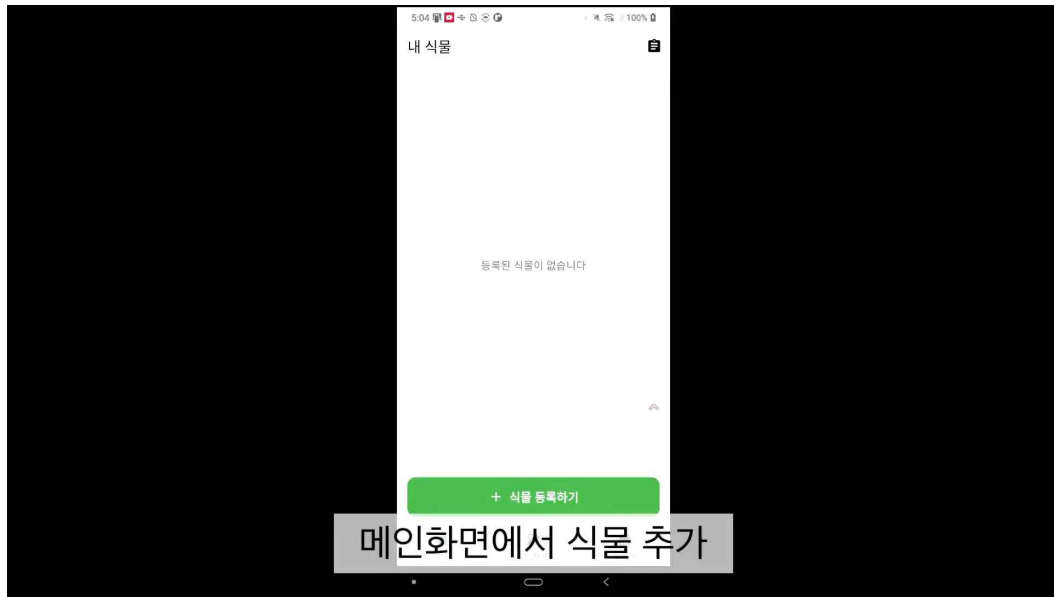 5:04
100%
내 식물
등록된 식물이 없습니다
+ 식물 등록하기
메인화면에서 식물 추가